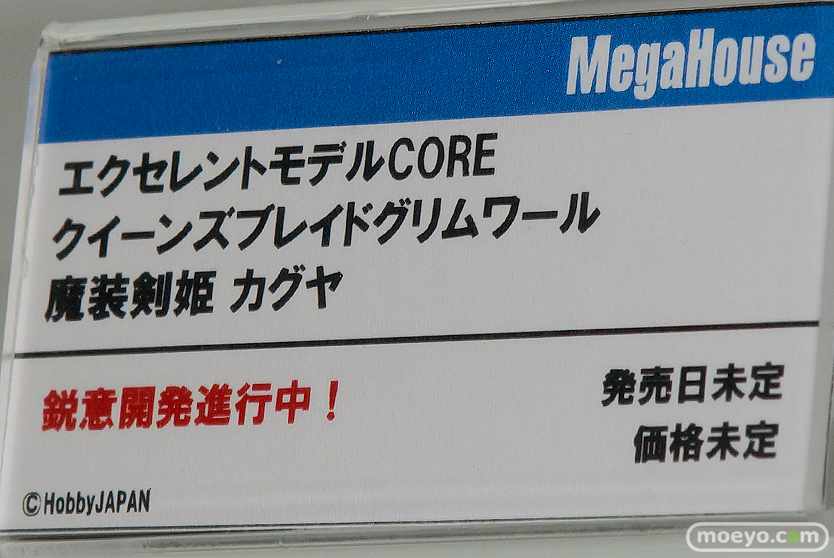 MegaHouse
エクセレントモデルCORE
クイーンズブレイドグリムワール
魔装剣姫 カグヤ
鋭意開発進行中！
発売日未定
価格未定
©HobbyJAPAN
moeyo.com